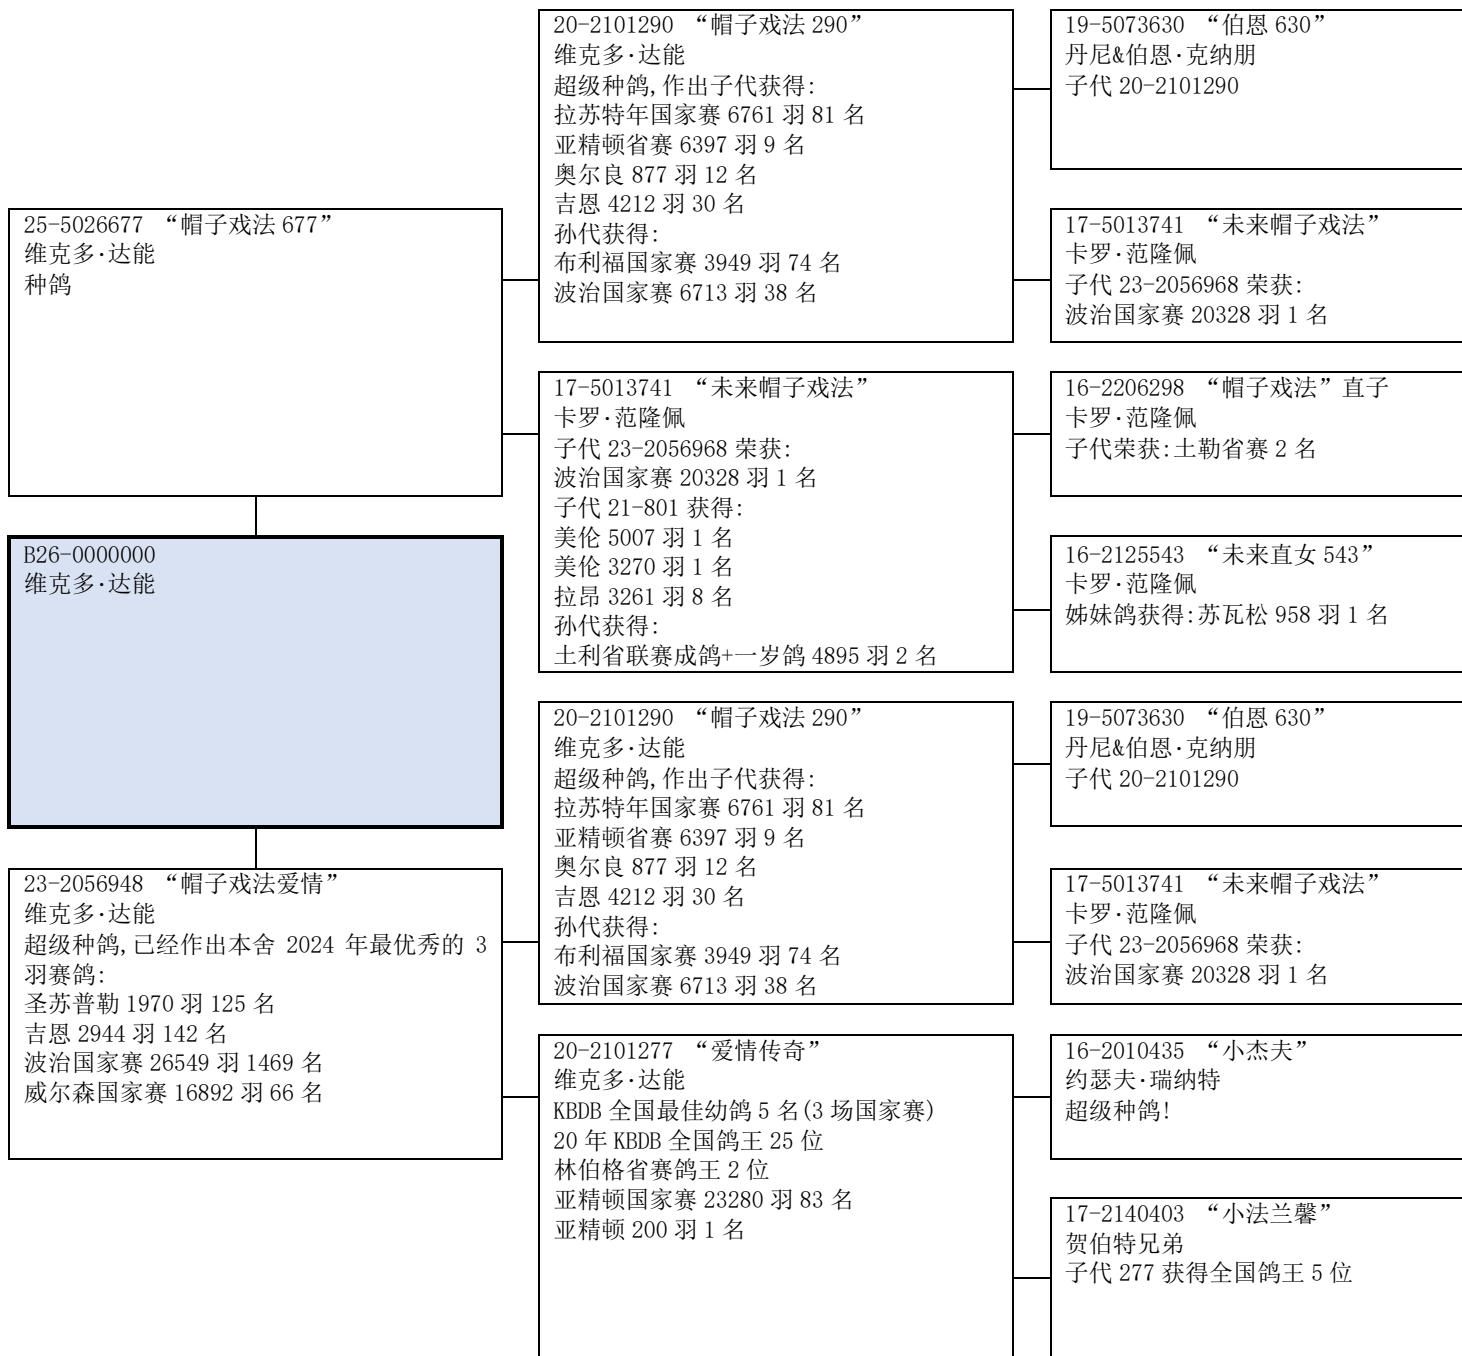 25-5026677 “帽子戏法 677”
维克多·达能
种鸽
B26-0000000
维克多·达能
23-2056948 “帽子戏法爱情”
维克多·达能
超级种鸽,已经作出本舍 2024 年最优秀的 3
羽赛鸽:
圣苏普勒 1970 羽 125 名
吉恩 2944 羽 142 名
波治国家赛 26549 羽 1469 名
威尔森国家赛 16892 羽 66 名
20-2101290 “帽子戏法 290”
维克多·达能
超级种鸽,作出子代获得:
拉苏特年国家赛 6761 羽 81 名
亚精顿省赛 6397 羽 9 名
奥尔良 877 羽 12 名
吉恩 4212 羽 30 名
孙代获得:
布利福国家赛 3949 羽 74 名
波治国家赛 6713 羽 38 名
17-5013741 “未来帽子戏法”
卡罗·范隆佩
子代 23-2056968 荣获:
波治国家赛 20328 羽 1 名
子代 21-801 获得:
美伦 5007 羽 1 名
美伦 3270 羽 1 名
拉昂 3261 羽 8 名
孙代获得:
土利省联赛成鸽+一岁鸽 4895 羽 2 名
20-2101290 “帽子戏法 290”
维克多·达能
超级种鸽,作出子代获得:
拉苏特年国家赛 6761 羽 81 名
亚精顿省赛 6397 羽 9 名
奥尔良 877 羽 12 名
吉恩 4212 羽 30 名
孙代获得:
布利福国家赛 3949 羽 74 名
波治国家赛 6713 羽 38 名
20-2101277 “爱情传奇”
维克多·达能
KBDB 全国最佳幼鸽 5 名(3 场国家赛)
20 年 KBDB 全国鸽王 25 位
林伯格省赛鸽王 2 位
亚精顿国家赛 23280 羽 83 名
亚精顿 200 羽 1 名
19-5073630 “伯恩 630”
丹尼&伯恩·克纳朋
子代 20-2101290
17-5013741 “未来帽子戏法”
卡罗·范隆佩
子代 23-2056968 荣获:
波治国家赛 20328 羽 1 名
16-2206298 “帽子戏法”直子
卡罗·范隆佩
子代荣获:土勒省赛 2 名
16-2125543 “未来直女 543”
卡罗·范隆佩
姊妹鸽获得:苏瓦松 958 羽 1 名
19-5073630 “伯恩 630”
丹尼&伯恩·克纳朋
子代 20-2101290
17-5013741 “未来帽子戏法”
卡罗·范隆佩
子代 23-2056968 荣获:
波治国家赛 20328 羽 1 名
16-2010435 “小杰夫”
约瑟夫·瑞纳特
超级种鸽!
17-2140403 “小法兰馨”
贺伯特兄弟
子代 277 获得全国鸽王 5 位